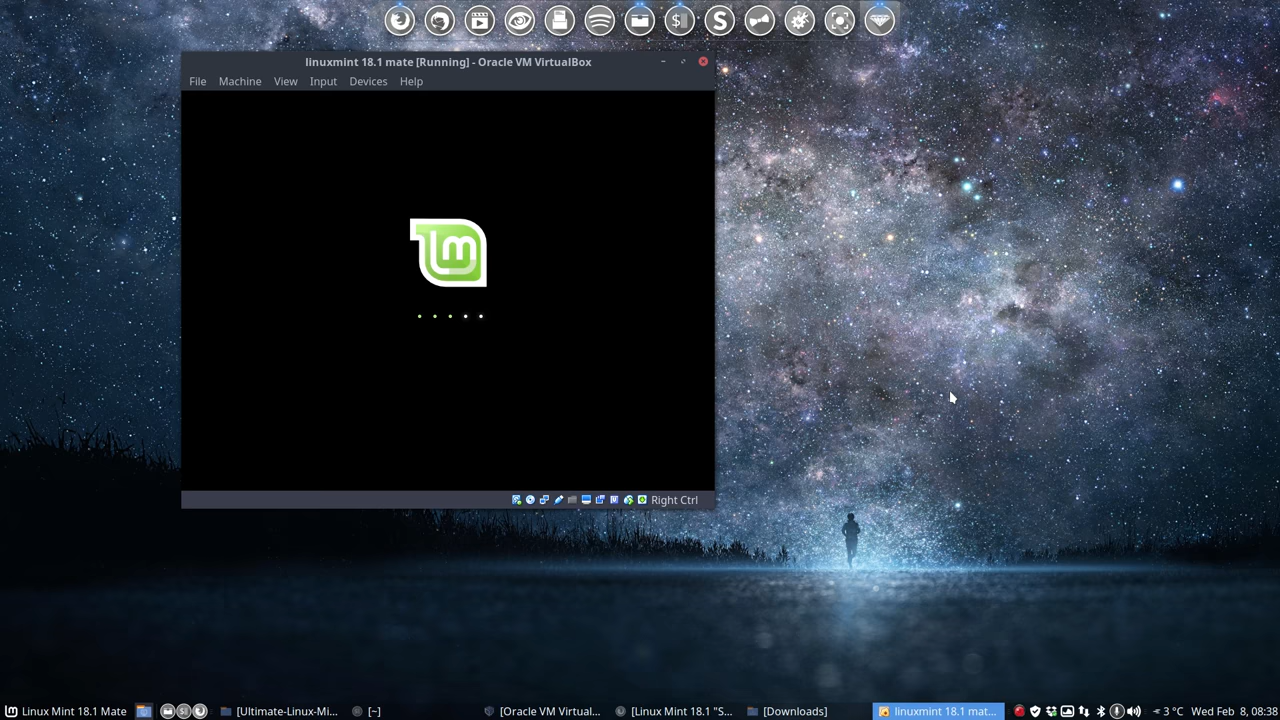 linuxmint 18.1 mate [Running] - Oracle VM VirtualBox
File Machine View Input Devices Help
lm
Right Ctrl
Linux Mint 18.1 Mate [Ultimate-Linux-Mi... [~] [Oracle VM Virtual... [Linux Mint 18.1 "S... [Downloads] linuxmint 18.1 mat... 3 °C Wed Feb 8, 08:38